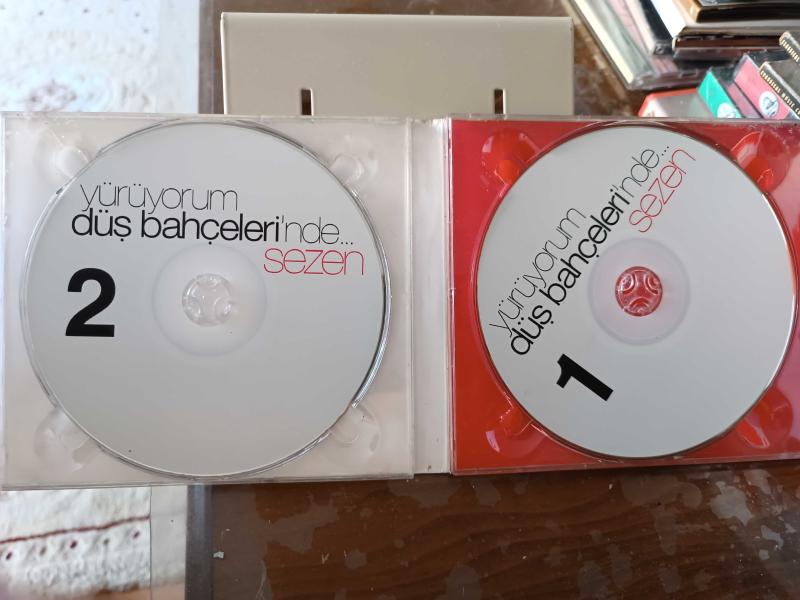 yürüyorum
düş bahçeleri'nde...
sezen
2
yürüyorum
düş bahçeleri'nde...
sezen
1